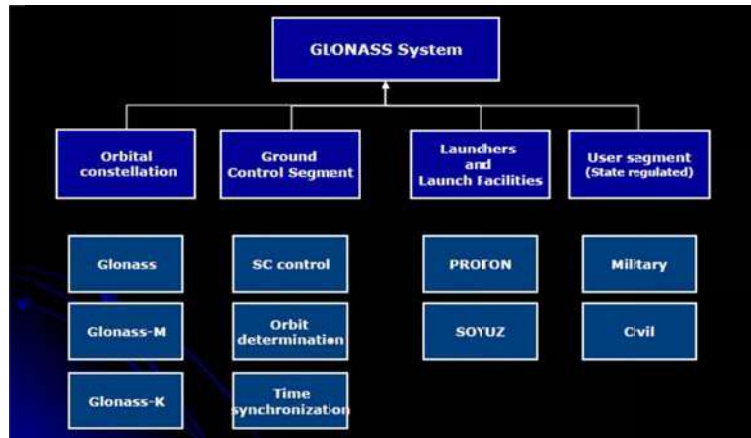 GLONASS System
Orbital
constellation
Ground
Control Segment
Launhers
and
Launch Facilities
User segment
(State regulated)
Glonass
SC control
PROTON
Military
Glonass-M
Orbit
determination
SOYUZ
Civil
Glonass-K
Time
synchronization